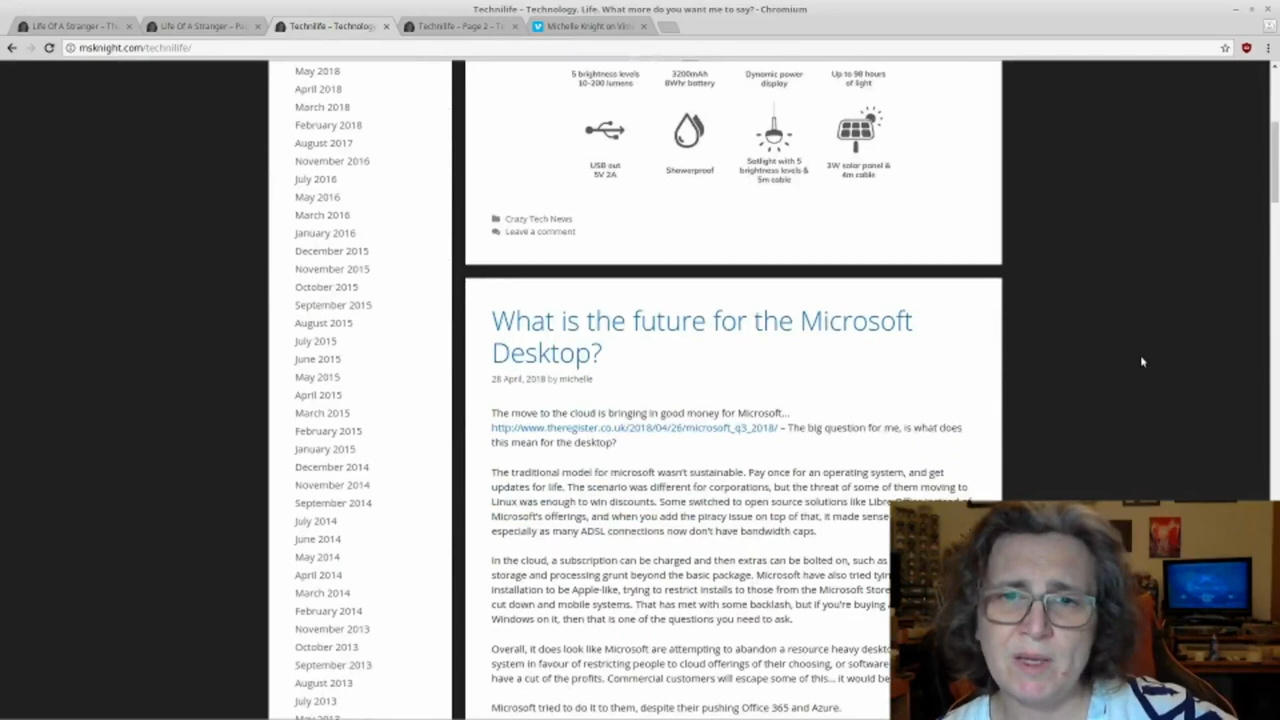 Technilife - Technology. Life. What more do you want me to say? - Chromium
Life Of A Stranger - Th
Life Of A Stranger - Pa
Technilife - Technology
Technilife - Page 2 - T
Michelle Knight on Vim
msknight.com/technilife/
May 2018
April 2018
March 2018
February 2018
August 2017
November 2016
July 2016
May 2016
March 2016
January 2016
December 2015
November 2015
October 2015
September 2015
August 2015
July 2015
June 2015
May 2015
April 2015
March 2015
February 2015
January 2015
December 2014
November 2014
September 2014
July 2014
June 2014
May 2014
April 2014
March 2014
February 2014
November 2013
October 2013
September 2013
August 2013
July 2013
May 2013
5 brightness levels
10-200 lumens
3200mAh
8Whr battery
Dynamic power
display
Up to 98 hours
of light
USB out
5V 2A
Showerproof
Satlight with 5
brightness levels &
5m cable
3W solar panel &
4m cable
Crazy Tech News
Leave a comment
What is the future for the Microsoft
Desktop?
28 April, 2018 by michelle
The move to the cloud is bringing in good money for Microsoft...
http://www.theregister.co.uk/2018/04/26/microsoft_q3_2018/ – The big question for me, is what does
this mean for the desktop?
The traditional model for microsoft wasn't sustainable. Pay once for an operating system, and get
updates for life. The scenario was different for corporations, but the threat of some of them moving to
Linux was enough to win discounts. Some switched to open source solutions like Libre Office instead of
Microsoft's offerings, and when you add the piracy issue on top of that, it made sense
especially as many ADSL connections now don't have bandwidth caps.
In the cloud, a subscription can be charged and then extras can be bolted on, such as
storage and processing grunt beyond the basic package. Microsoft have also tried tyin
installation to be Apple-like, trying to restrict installs to those from the Microsoft Store
cut down and mobile systems. That has met with some backlash, but if you're buying a
Windows on it, then that is one of the questions you need to ask.
Overall, it does look like Microsoft are attempting to abandon a resource heavy deskto
system in favour of restricting people to cloud offerings of their choosing, or software
have a cut of the profits. Commercial customers will escape some of this... it would be
Microsoft tried to do it to them, despite their pushing Office 365 and Azure.